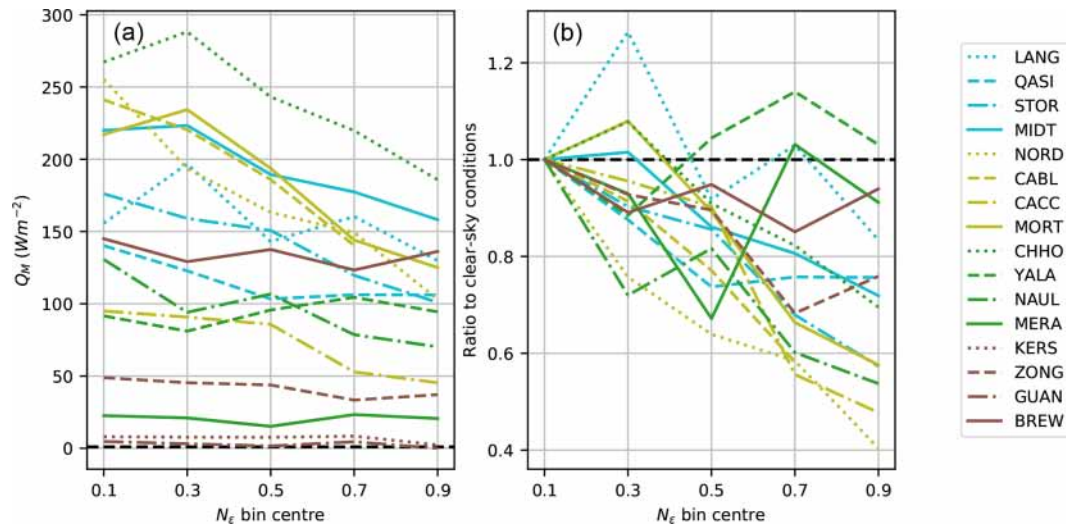 (a)
300
250
200
150
100
50
0
Q_M (Wm^{-2})
0.1 0.3 0.5 0.7 0.9
N_ε bin centre
(b)
1.2
1.0
0.8
0.6
0.4
Ratio to clear-sky conditions
0.1 0.3 0.5 0.7 0.9
N_ε bin centre
LANG
QASI
STOR
MIDT
NORD
CABL
CACC
MORT
CHHO
YALA
NAUL
MERA
KERS
ZONG
GUAN
BREW